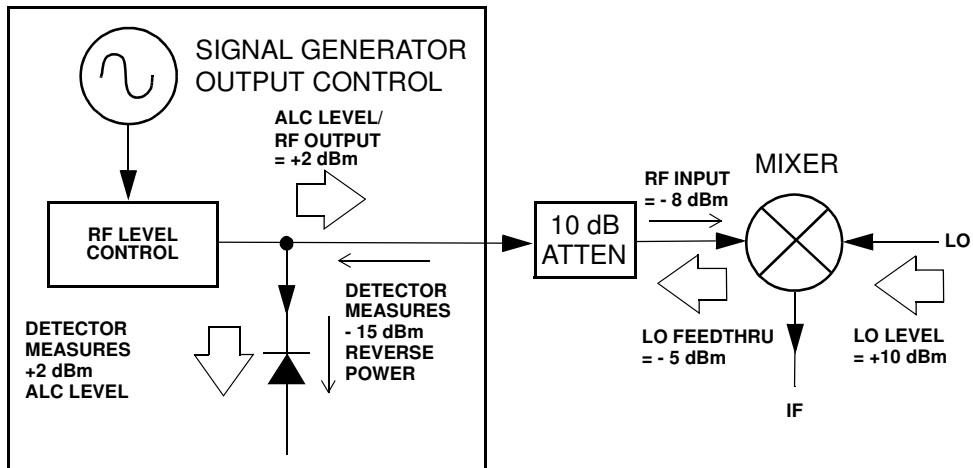 SIGNAL GENERATOR
OUTPUT CONTROL
ALC LEVEL/
RF OUTPUT
= +2 dBm
RF LEVEL
CONTROL
DETECTOR
MEASURES
+2 dBm
ALC LEVEL
DETECTOR
MEASURES
- 15 dBm
REVERSE
POWER
10 dB
ATTEN
RF INPUT
= - 8 dBm
MIXER
LO
LO FEEDTHRU
= - 5 dBm
LO LEVEL
= +10 dBm
IF